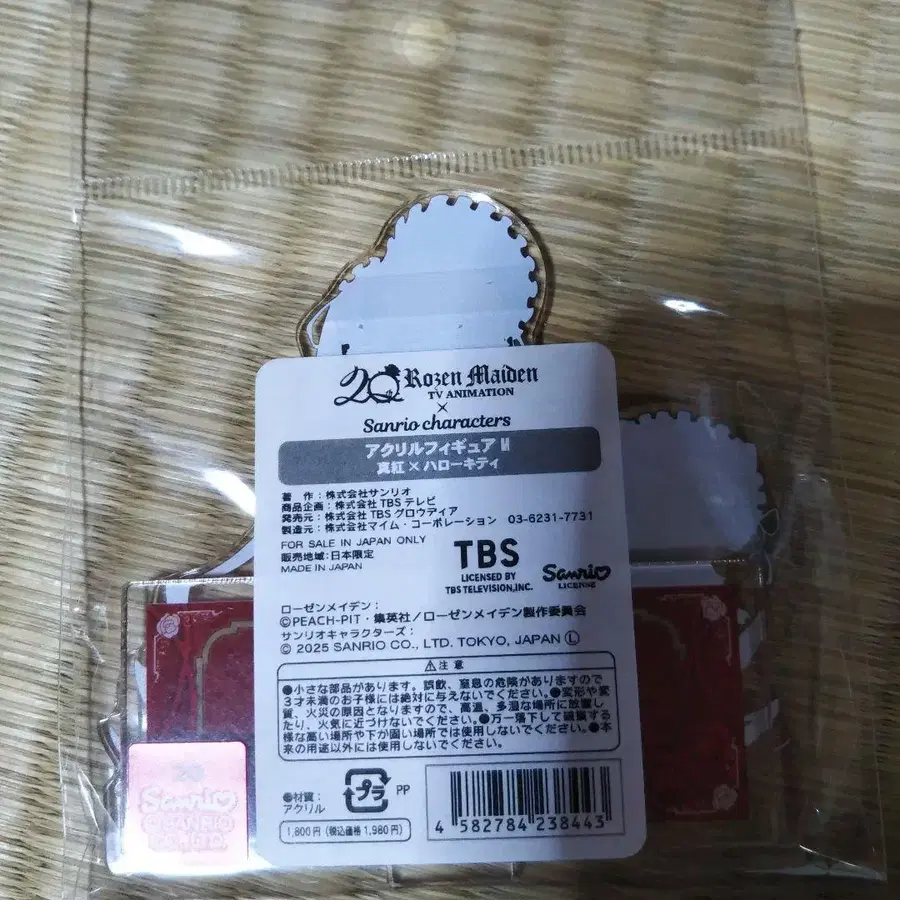 20th Rozen Maiden
TV ANIMATION
×
Sanrio characters
アクリルフィギュア M
真紅×ハローキティ
著 作：株式会社サンリオ
商品企画：株式会社 TBS テレビ
発売元：株式会社 TBS グロウディア
製造元：株式会社マイム・コーポレーション 03-6231-7731
FOR SALE IN JAPAN ONLY
販売地域：日本限定
MADE IN JAPAN
TBS
LICENSED BY
TBS TELEVISION,INC.
Sanrio
LICENSE
ローゼンメイデン：
©PEACH-PIT・集英社／ローゼンメイデン製作委員会
サンリオキャラクターズ：
© 2025 SANRIO CO., LTD. TOKYO, JAPAN Ⓛ
⚠注意
●小さな部品があります。誤飲、窒息の危険がありますので
3才未満のお子様には絶対に与えないでください。●変形や変
質、火災の原因となりますので、高温、多湿な場所に放置し
たり、火気に近づけないでください。●万一落下して破損する
様な高い場所や下が固い場所では使用しないでください。●本
来の用途以外には使用しないでください。
●材質：
アクリル
プラ
PP
1,800円（税込価格 1,980円）
4 582784 238443
Sanrio
© SANRIO
CO., LTD.